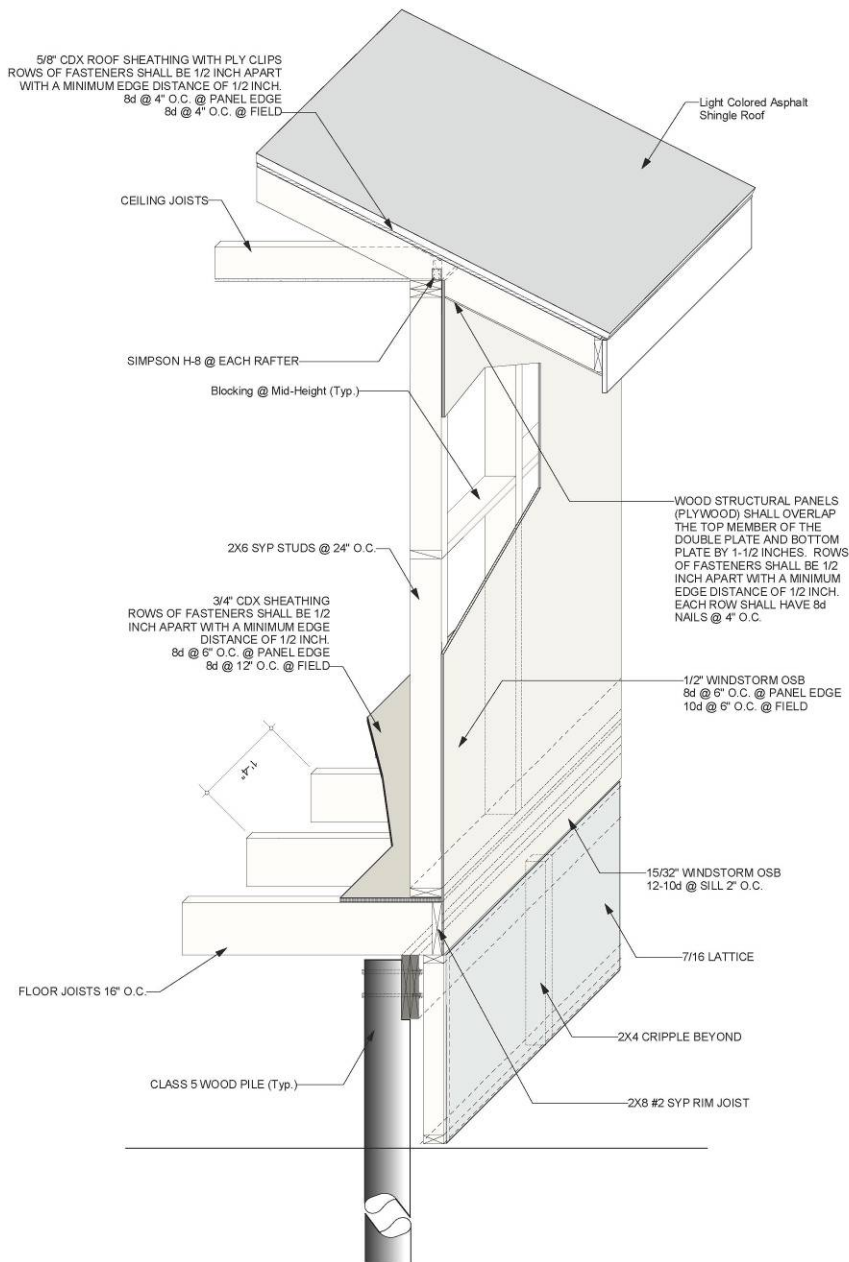 5/8" CDX ROOF SHEATHING WITH PLY CLIPS
ROWS OF FASTENERS SHALL BE 1/2 INCH APART
WITH A MINIMUM EDGE DISTANCE OF 1/2 INCH.
8d @ 4" O.C. @ PANEL EDGE
8d @ 4" O.C. @ FIELD
Light Colored Asphalt
Shingle Roof
CEILING JOISTS
SIMPSON H-8 @ EACH RAFTER
Blocking @ Mid-Height (Typ.)
WOOD STRUCTURAL PANELS
(PLYWOOD) SHALL OVERLAP
THE TOP MEMBER OF THE
DOUBLE PLATE AND BOTTOM
PLATE BY 1-1/2 INCHES. ROWS
OF FASTENERS SHALL BE 1/2
INCH APART WITH A MINIMUM
EDGE DISTANCE OF 1/2 INCH.
EACH ROW SHALL HAVE 8d
NAILS @ 4" O.C.
2X6 SYP STUDS @ 24" O.C.
3/4" CDX SHEATHING
ROWS OF FASTENERS SHALL BE 1/2
INCH APART WITH A MINIMUM EDGE
DISTANCE OF 1/2 INCH.
8d @ 6" O.C. @ PANEL EDGE
8d @ 12" O.C. @ FIELD
1/2" WINDSTORM OSB
8d @ 6" O.C. @ PANEL EDGE
10d @ 6" O.C. @ FIELD
1'-4"
15/32" WINDSTORM OSB
12-10d @ SILL 2" O.C.
7/16 LATTICE
FLOOR JOISTS 16" O.C.
2X4 CRIPPLE BEYOND
CLASS 5 WOOD PILE (Typ.)
2X8 #2 SYP RIM JOIST